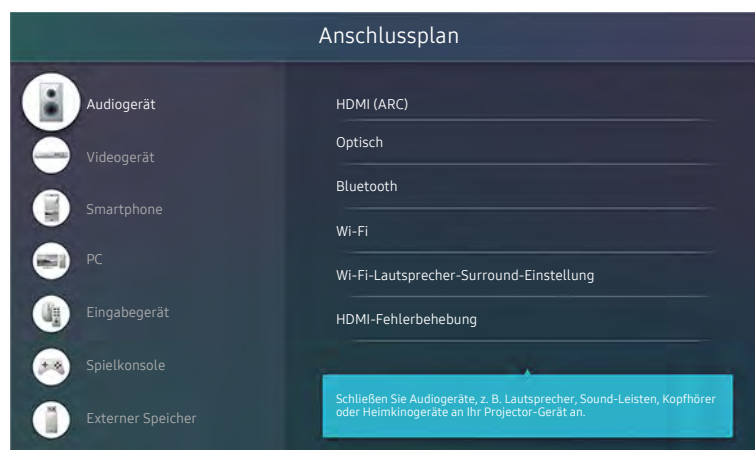 Anschlussplan
Audiogerät
Videogerät
Smartphone
PC
Eingabegerät
Spielkonsole
Externer Speicher
HDMI (ARC)
Optisch
Bluetooth
Wi-Fi
Wi-Fi-Lautsprecher-Surround-Einstellung
HDMI-Fehlerbehebung
Schließen Sie Audiogeräte, z. B. Lautsprecher, Sound-Leisten, Kopfhörer
oder Heimkinogeräte an Ihr Projector-Gerät an.